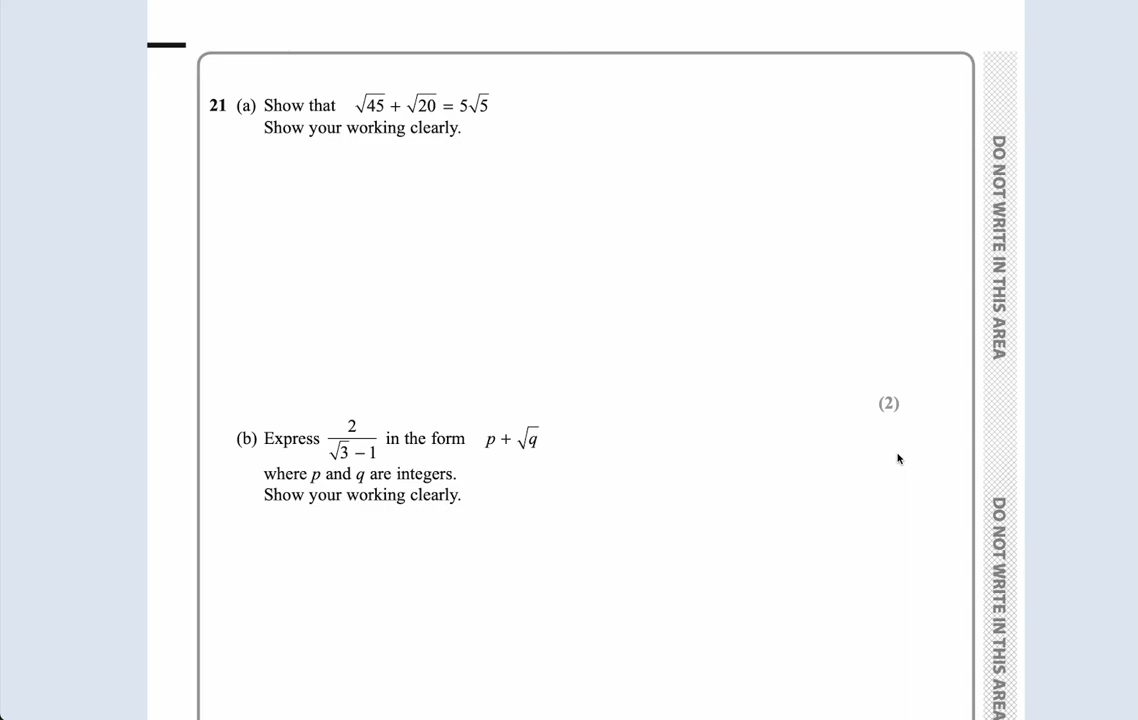 21 (a) Show that √45 + √20 = 5√5
Show your working clearly.
(2)
(b) Express 2/(√3 − 1) in the form p + √q
where p and q are integers.
Show your working clearly.
DO NOT WRITE IN THIS AREA
DO NOT WRITE IN THIS AREA